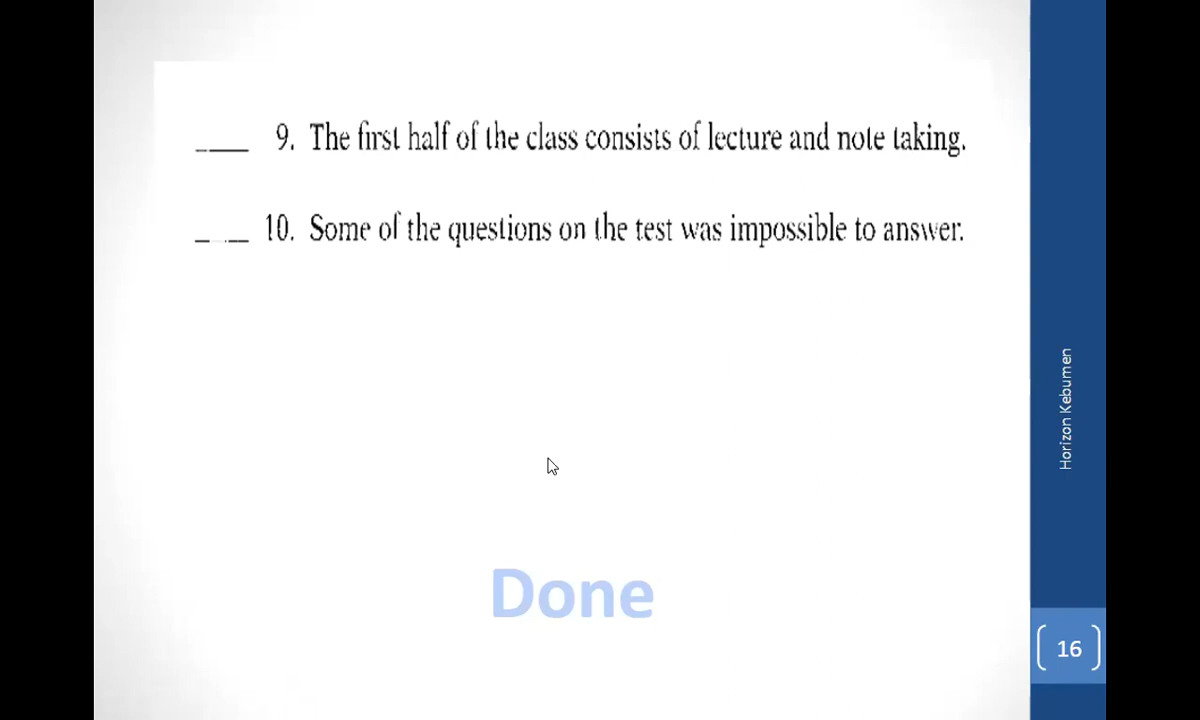 ____ 9. The first half of the class consists of lecture and note taking.
____ 10. Some of the questions on the test was impossible to answer.
Done
Horizon Kebumen
16